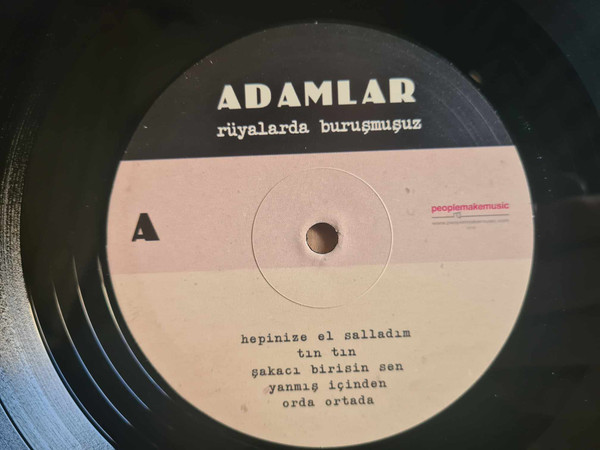 ADAMLAR
rüyalarda buruşmuşuz
A
peoplemakemusic
hepinize el salladım
tın tın
şakacı birisin sen
yanmış içinden
orda ortada